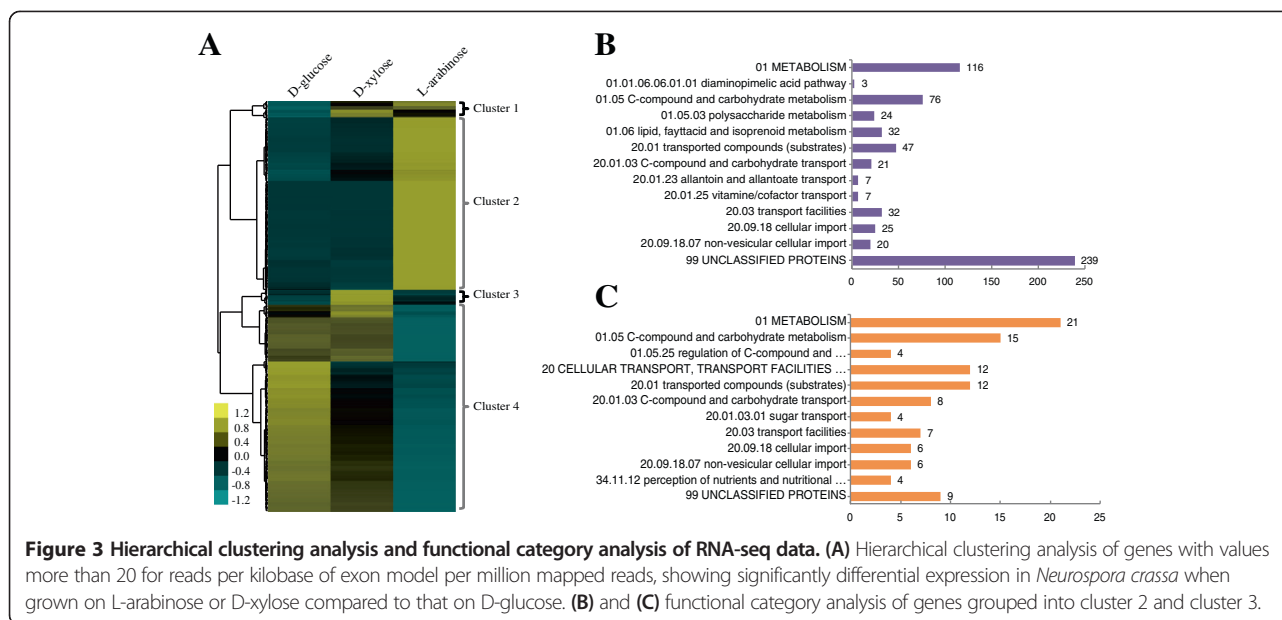 A
D-glucose
D-xylose
L-arabinose
Cluster 1
Cluster 2
Cluster 3
Cluster 4
1.2
0.8
0.4
0.0
-0.4
-0.8
-1.2
B
01 METABOLISM 116
01.01.06.06.01.01 diaminopimelic acid pathway 3
01.05 C-compound and carbohydrate metabolism 76
01.05.03 polysaccharide metabolism 24
01.06 lipid, fayttacid and isoprenoid metabolism 32
20.01 transported compounds (substrates) 47
20.01.03 C-compound and carbohydrate transport 21
20.01.23 allantoin and allantoate transport 7
20.01.25 vitamine/cofactor transport 7
20.03 transport facilities 32
20.09.18 cellular import 25
20.09.18.07 non-vesicular cellular import 20
99 UNCLASSIFIED PROTEINS 239
0 50 100 150 200 250
C
01 METABOLISM 21
01.05 C-compound and carbohydrate metabolism 15
01.05.25 regulation of C-compound and ... 4
20 CELLULAR TRANSPORT, TRANSPORT FACILITIES ... 12
20.01 transported compounds (substrates) 12
20.01.03 C-compound and carbohydrate transport 8
20.01.03.01 sugar transport 4
20.03 transport facilities 7
20.09.18 cellular import 6
20.09.18.07 non-vesicular cellular import 6
34.11.12 perception of nutrients and nutritional ... 4
99 UNCLASSIFIED PROTEINS 9
0 5 10 15 20 25
Figure 3 Hierarchical clustering analysis and functional category analysis of RNA-seq data. (A) Hierarchical clustering analysis of genes with values
more than 20 for reads per kilobase of exon model per million mapped reads, showing significantly differential expression in Neurospora crassa when
grown on L-arabinose or D-xylose compared to that on D-glucose. (B) and (C) functional category analysis of genes grouped into cluster 2 and cluster 3.